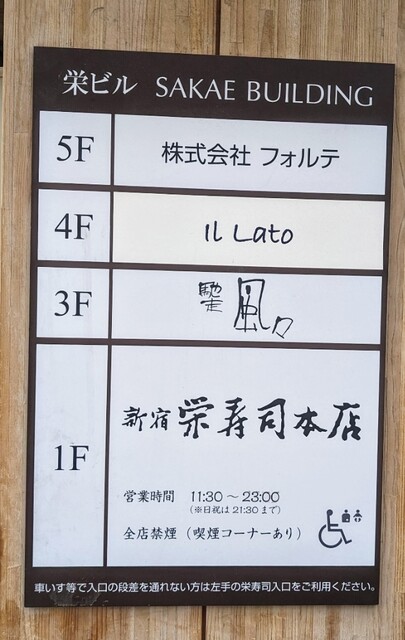 栄ビル SAKAE BUILDING
5F 株式会社 フォルテ
4F Il Lato
3F 馳走 風々
1F 新宿 栄寿司本店
営業時間 11:30 ～ 23:00
(※日祝は 21:30 まで)
全店禁煙 (喫煙コーナーあり)
車いす等で入口の段差を通れない方は左手の栄寿司入口をご利用ください。